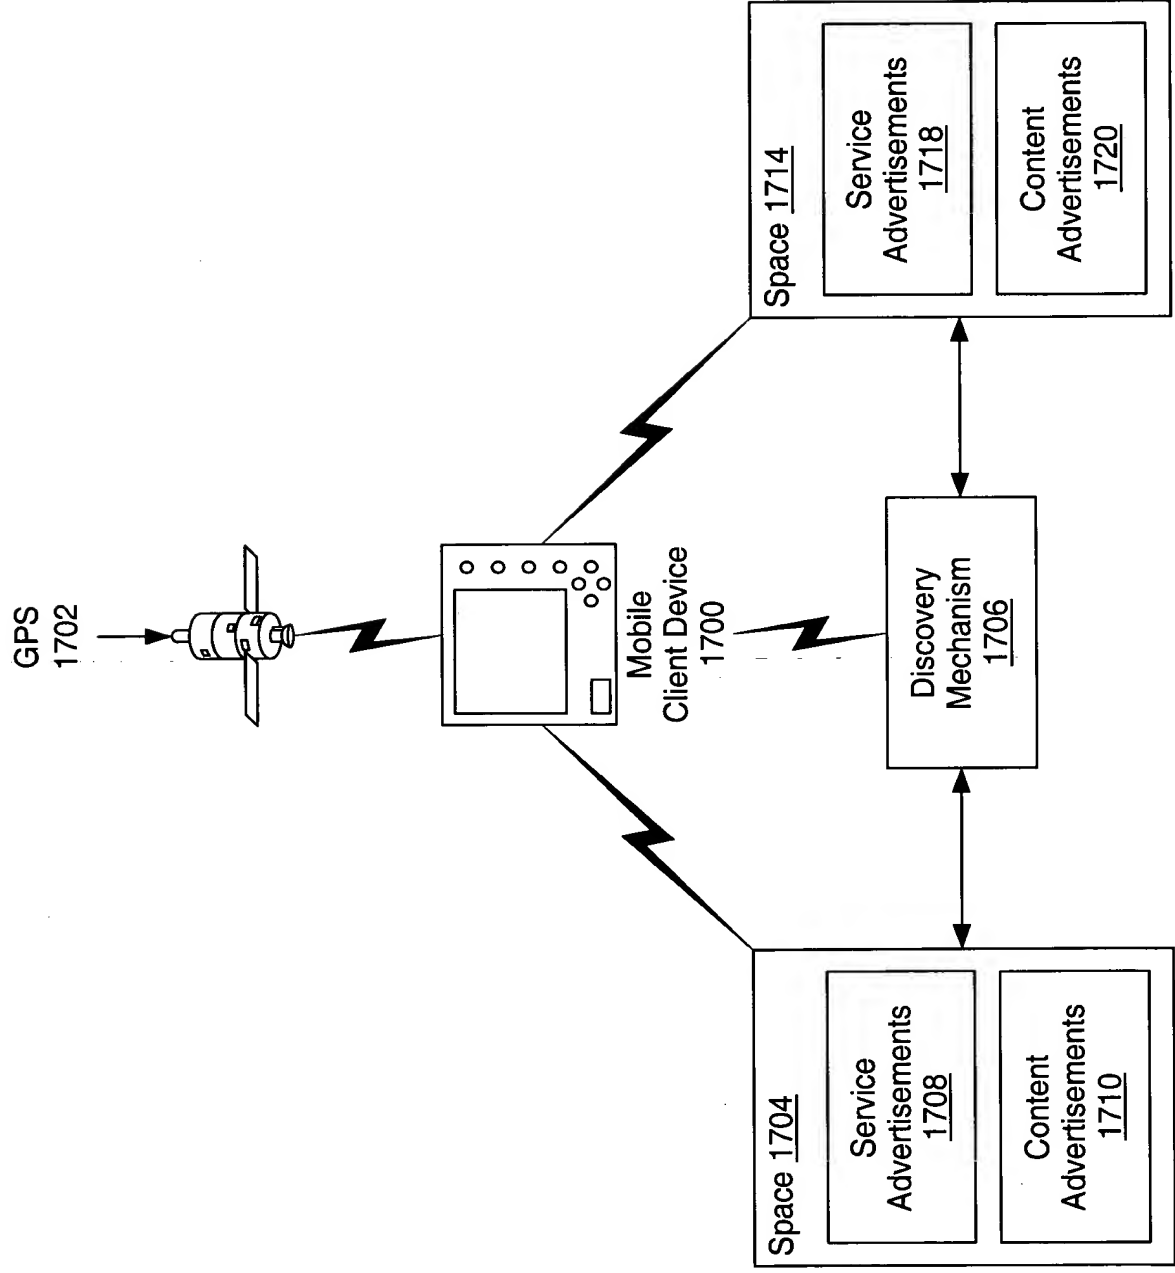 GPS
1702
Mobile
Client Device
1700
Space 1704
Service
Advertisements
1708
Content
Advertisements
1710
Discovery
Mechanism
1706
Space 1714
Service
Advertisements
1718
Content
Advertisements
1720